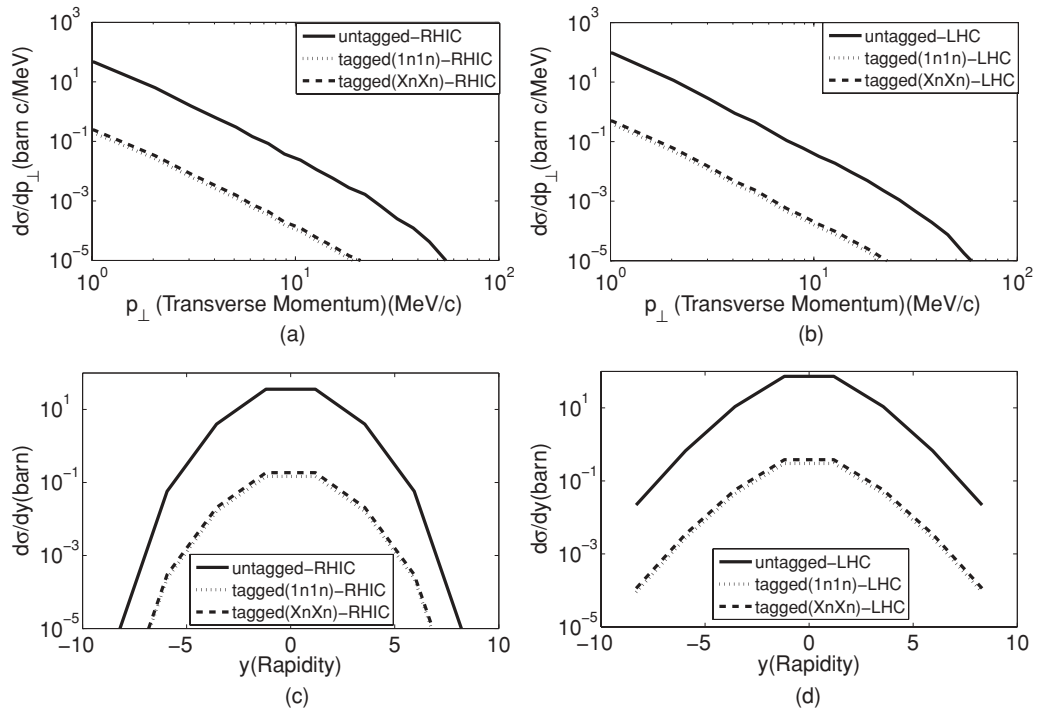 10^3
10^1
10^-1
10^-3
10^-5
dσ/dp⊥(barn c/MeV)
untagged-RHIC
tagged(1n1n)-RHIC
tagged(XnXn)-RHIC
10^0
10^1
10^2
p⊥ (Transverse Momentum)(MeV/c)
(a)
10^3
10^1
10^-1
10^-3
10^-5
dσ/dp⊥(barn c/MeV)
untagged-LHC
tagged(1n1n)-LHC
tagged(XnXn)-LHC
10^0
10^1
10^2
p⊥ (Transverse Momentum)(MeV/c)
(b)
10^1
10^-1
10^-3
10^-5
dσ/dy(barn)
untagged-RHIC
tagged(1n1n)-RHIC
tagged(XnXn)-RHIC
-10
-5
0
5
10
y(Rapidity)
(c)
10^1
10^-1
10^-3
10^-5
dσ/dy(barn)
untagged-LHC
tagged(1n1n)-LHC
tagged(XnXn)-LHC
-10
-5
0
5
10
y(Rapidity)
(d)